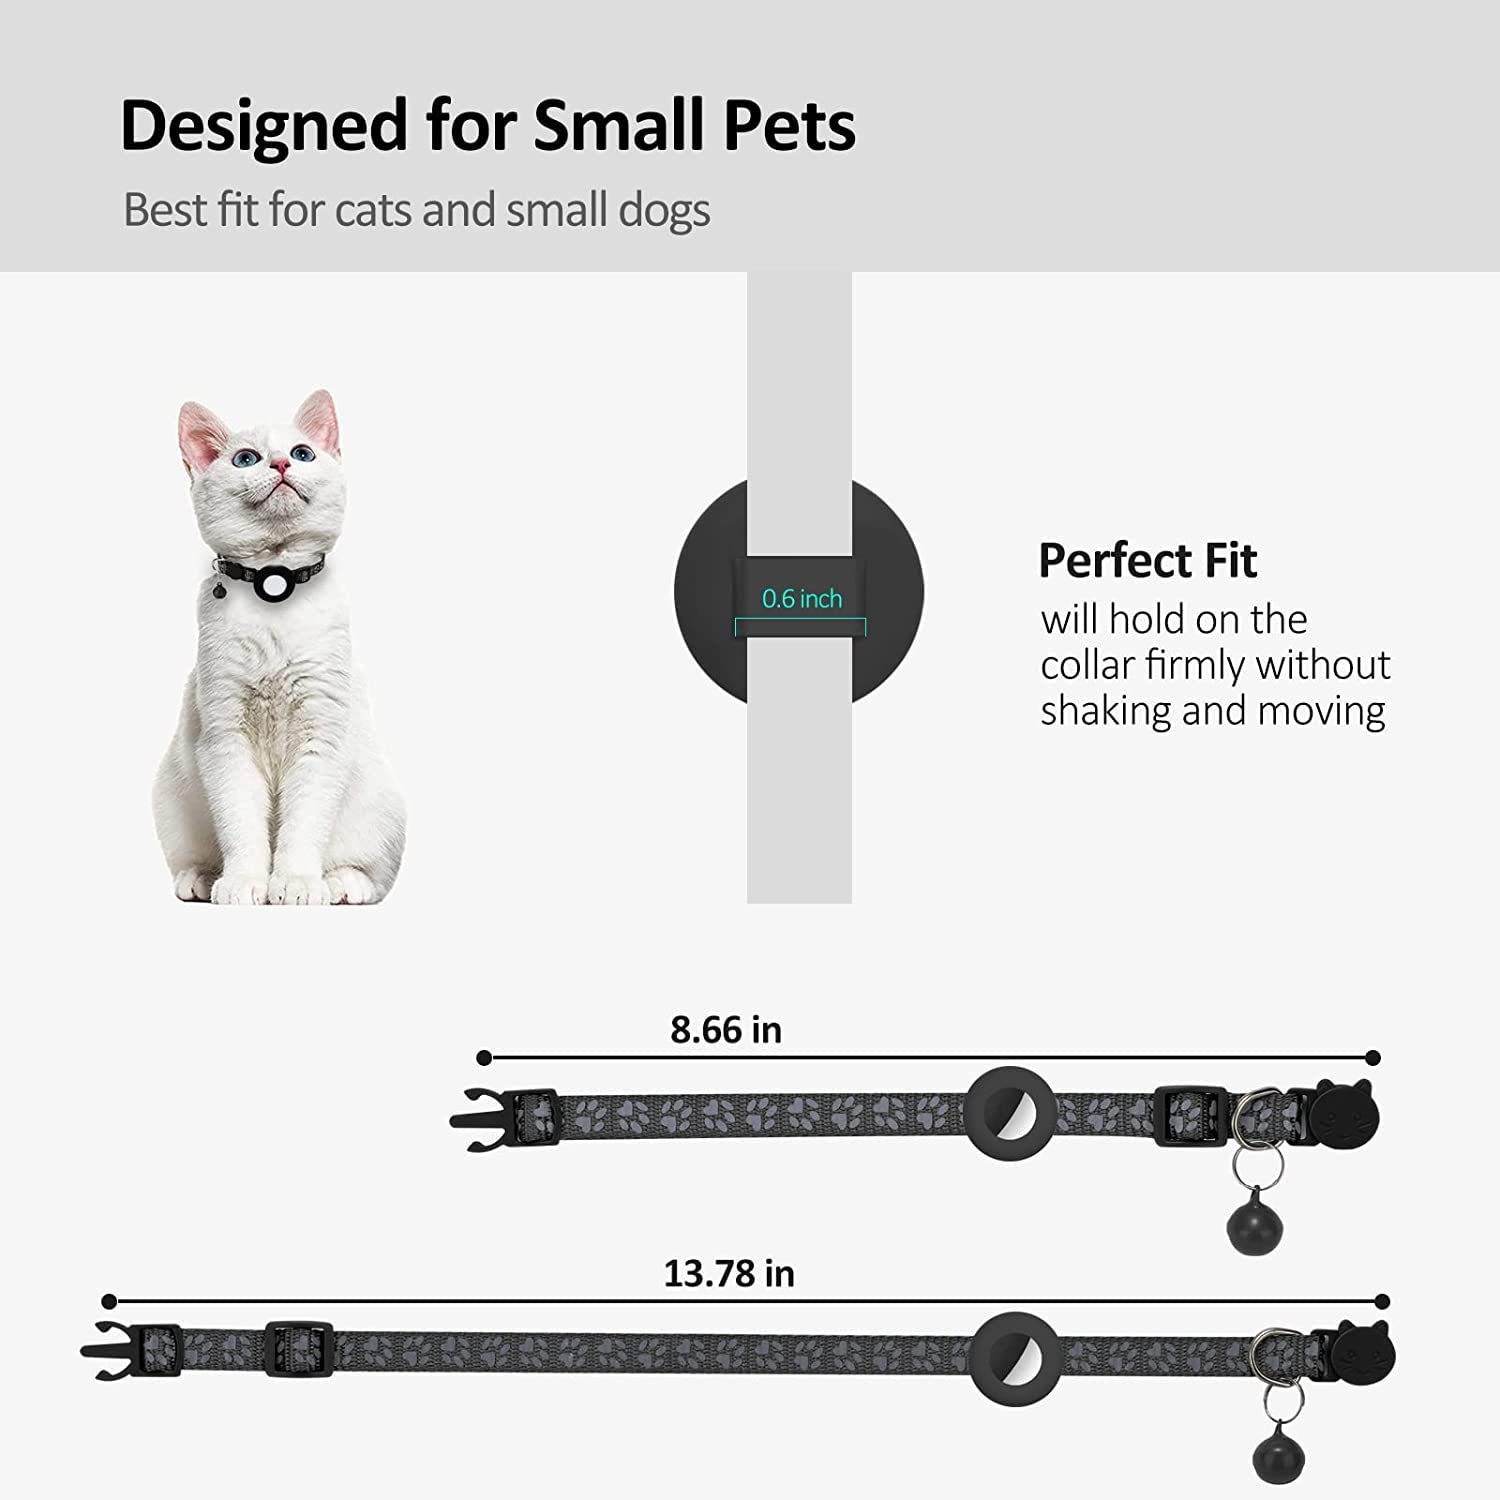 Designed for Small Pets
Best fit for cats and small dogs
0.6 inch
Perfect Fit
will hold on the
collar firmly without
shaking and moving
8.66 in
13.78 in